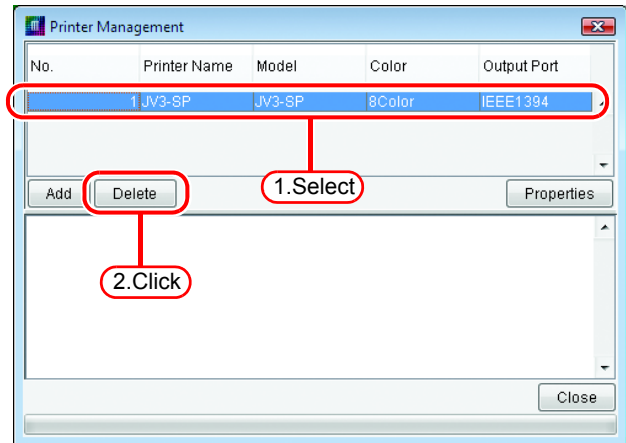 Printer Management
No. Printer Name Model Color Output Port
1 JV3-SP JV3-SP 8Color IEEE1394
1.Select
Add Delete Properties
2.Click
Close